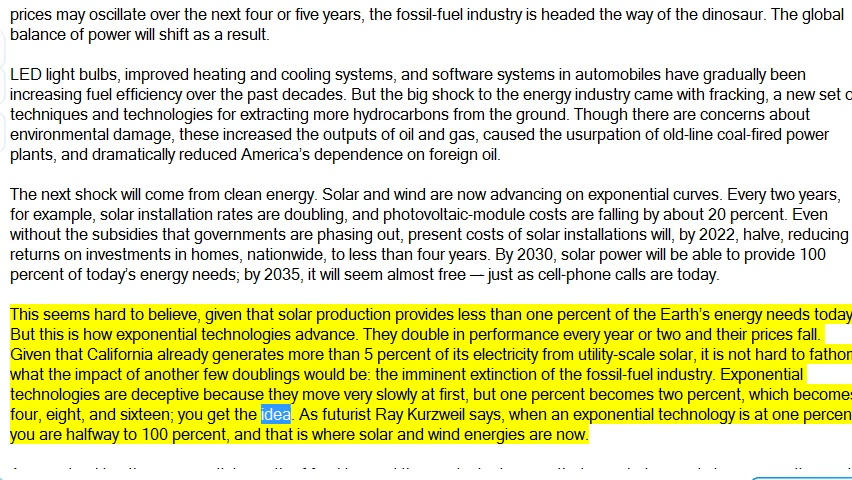 prices may oscillate over the next four or five years, the fossil-fuel industry is headed the way of the dinosaur. The global
balance of power will shift as a result.
LED light bulbs, improved heating and cooling systems, and software systems in automobiles have gradually been
increasing fuel efficiency over the past decades. But the big shock to the energy industry came with fracking, a new set
techniques and technologies for extracting more hydrocarbons from the ground. Though there are concerns about
environmental damage, these increased the outputs of oil and gas, caused the usurpation of old-line coal-fired power
plants, and dramatically reduced America’s dependence on foreign oil.
The next shock will come from clean energy. Solar and wind are now advancing on exponential curves. Every two years,
for example, solar installation rates are doubling, and photovoltaic-module costs are falling by about 20 percent. Even
without the subsidies that governments are phasing out, present costs of solar installations will, by 2022, halve, reducing
returns on investments in homes, nationwide, to less than four years. By 2030, solar power will be able to provide 100
percent of today’s energy needs; by 2035, it will seem almost free — just as cell-phone calls are today.
This seems hard to believe, given that solar production provides less than one percent of the Earth’s energy needs today
But this is how exponential technologies advance. They double in performance every year or two and their prices fall.
Given that California already generates more than 5 percent of its electricity from utility-scale solar, it is not hard to fathom
what the impact of another few doublings would be: the imminent extinction of the fossil-fuel industry. Exponential
technologies are deceptive because they move very slowly at first, but one percent becomes two percent, which becomes
four, eight, and sixteen; you get the idea. As futurist Ray Kurzweil says, when an exponential technology is at one percen
you are halfway to 100 percent, and that is where solar and wind energies are now.